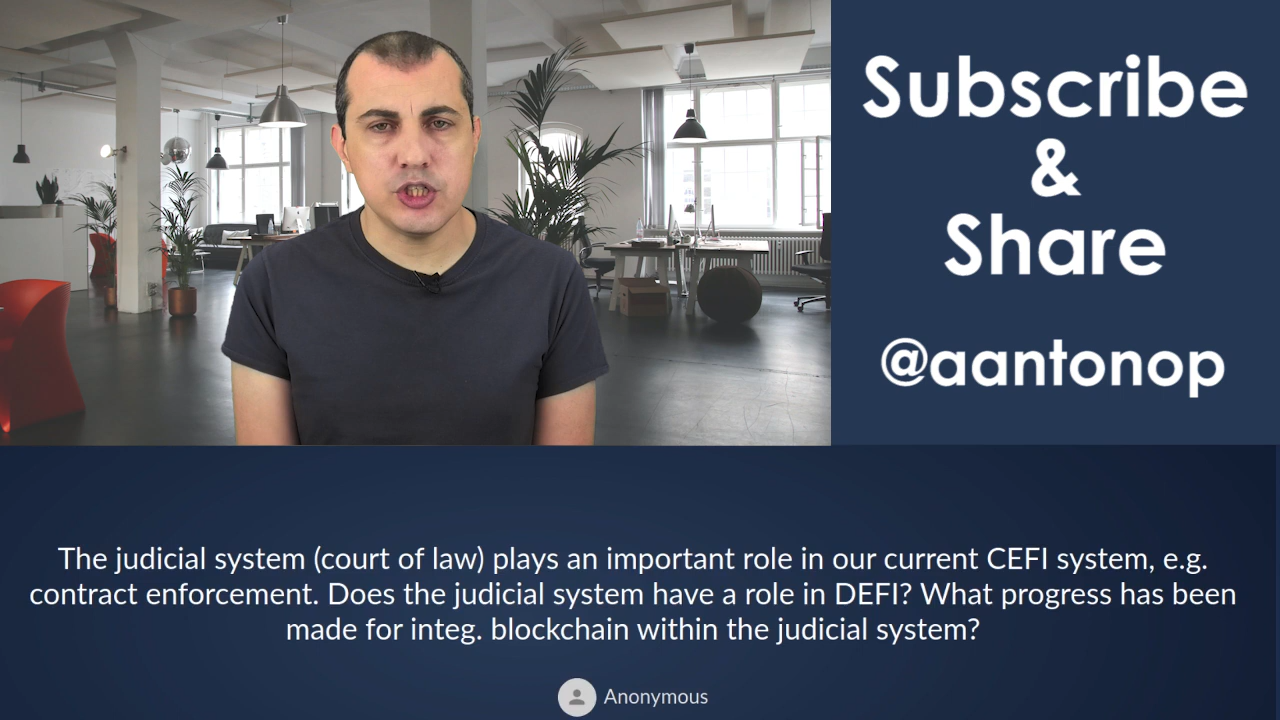 Subscribe
&
Share
@aantonop
The judicial system (court of law) plays an important role in our current CEFI system, e.g.
contract enforcement. Does the judicial system have a role in DEFI? What progress has been
made for integ. blockchain within the judicial system?
Anonymous